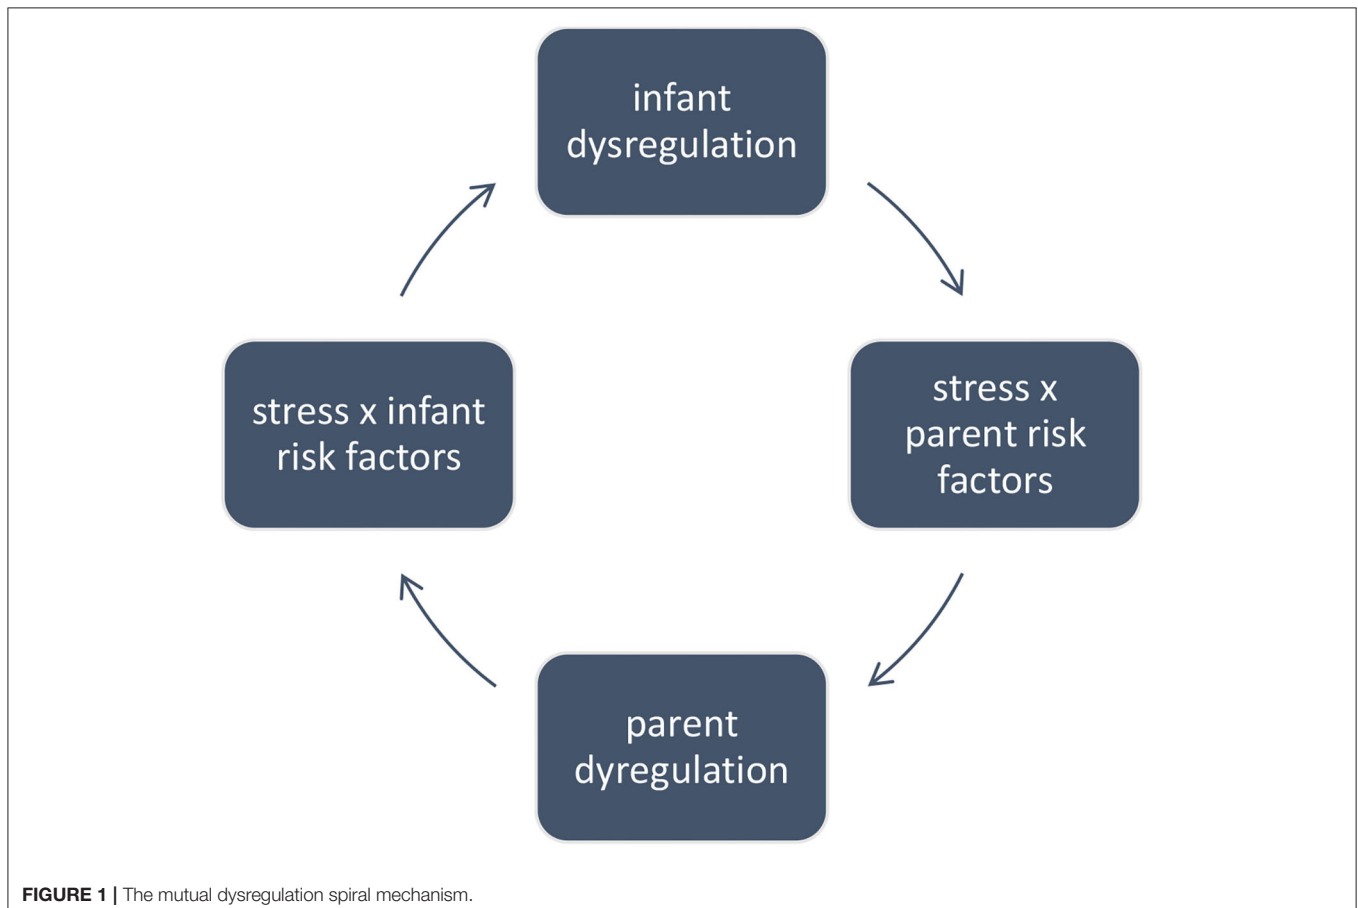 infant
dysregulation
stress x infant
risk factors
stress x
parent risk
factors
parent
dyregulation
FIGURE 1 | The mutual dysregulation spiral mechanism.